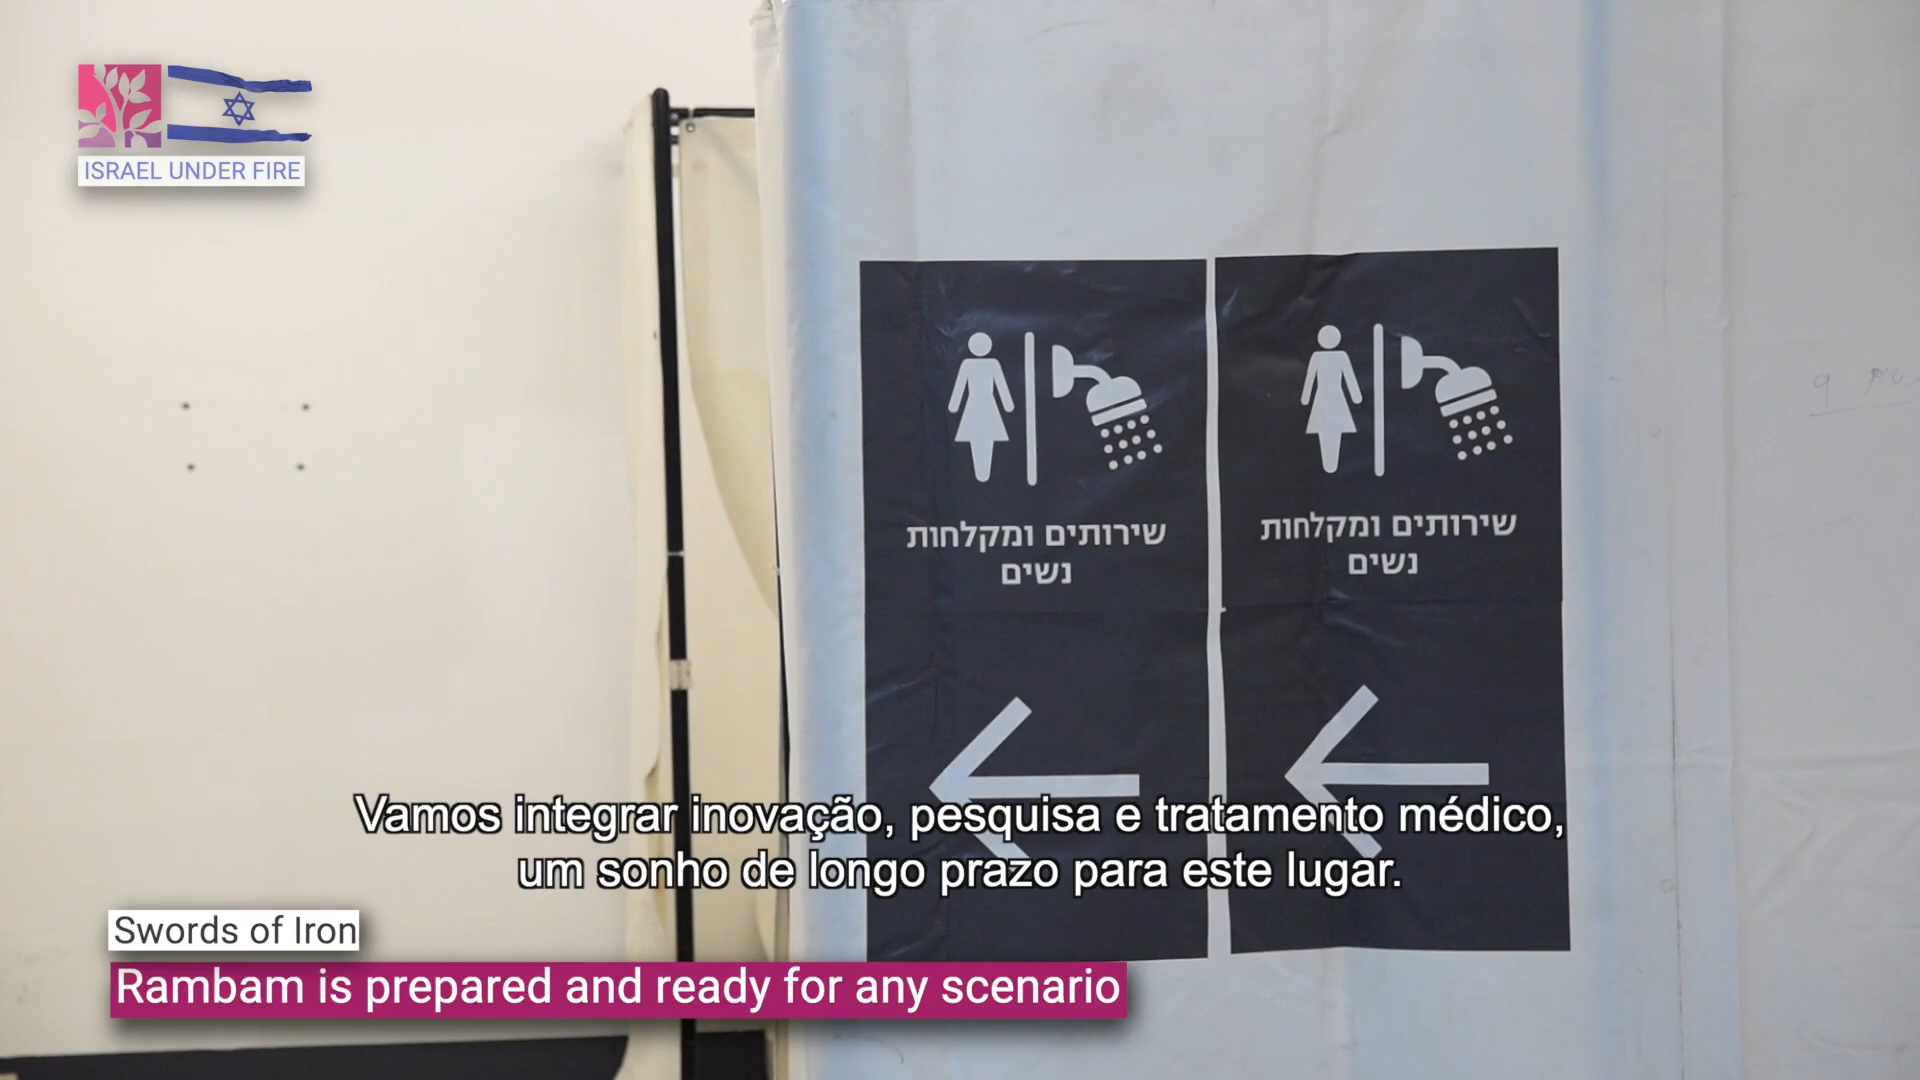 ISRAEL UNDER FIRE
שירותים ומקלחות
נשים
שירותים ומקלחות
נשים
Vamos integrar inovação, pesquisa e tratamento médico,
um sonho de longo prazo para este lugar.
Swords of Iron
Rambam is prepared and ready for any scenario